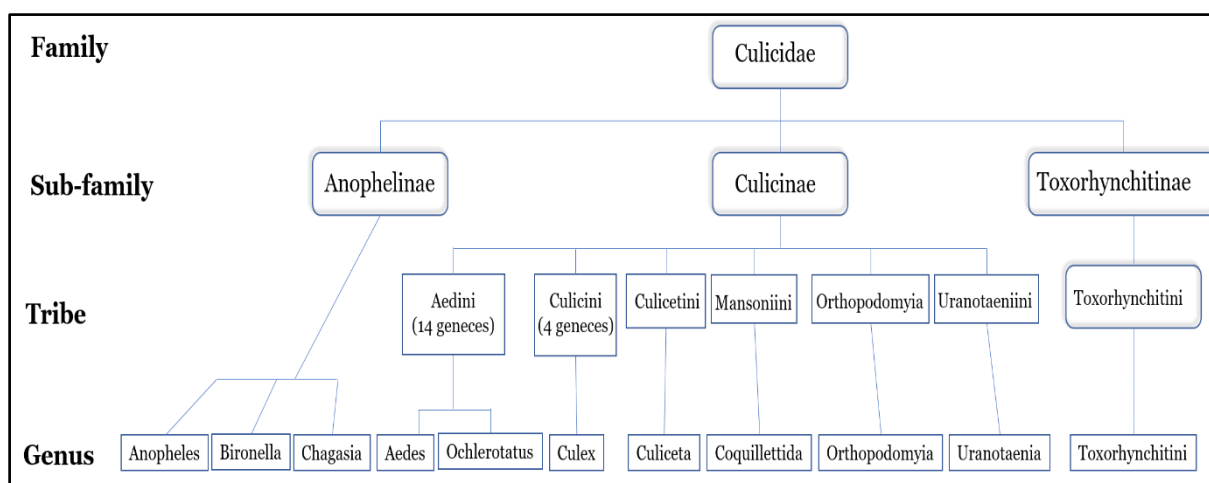 Family
Culicidae
Sub-family
Anophelinae
Culicinae
Toxorhynchitinae
Tribe
Aedini
(14 geneces)
Culicini
(4 geneces)
Culicetini
Mansoniini
Orthopodomyia
Uranotaeniini
Toxorhynchitini
Genus
Anopheles
Bironella
Chagasia
Aedes
Ochlerotatus
Culex
Culiceta
Coquillettida
Orthopodomyia
Uranotaenia
Toxorhynchitini